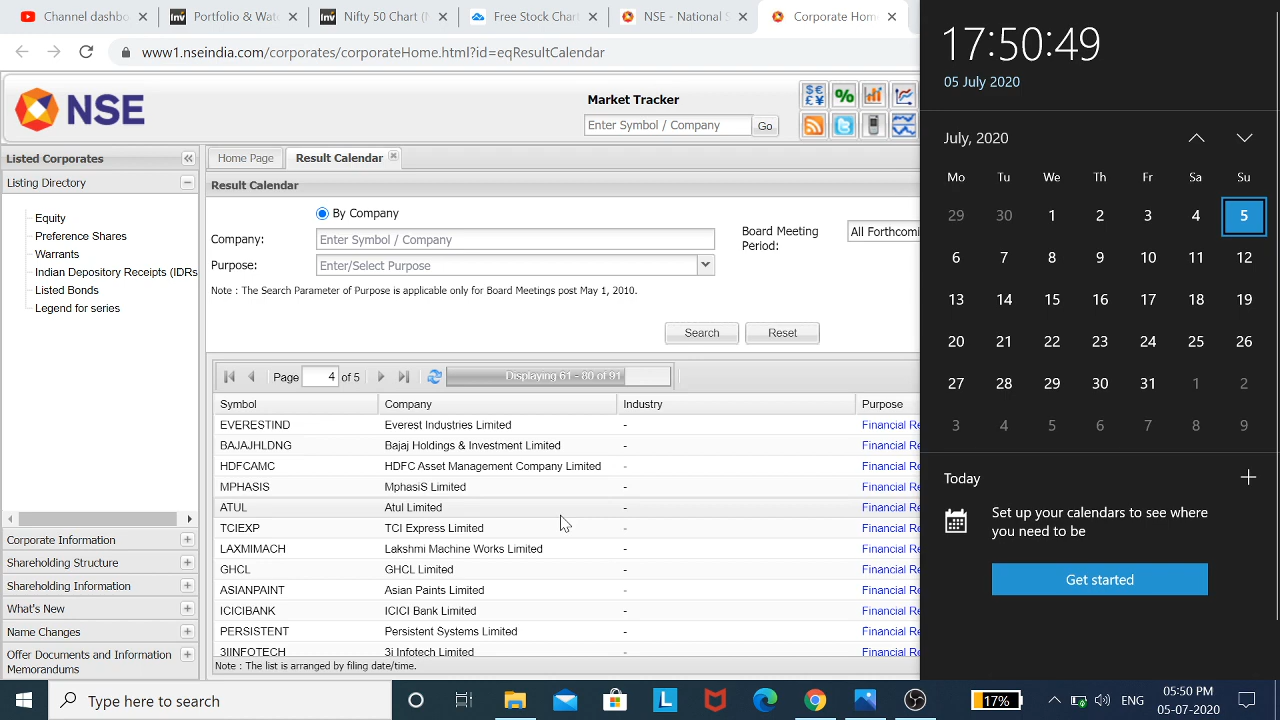 Channel dashbo
Portfolio & Wat
Nifty 50 Chart (
Free Stock Char
NSE - National S
Corporate Home
www1.nseindia.com/corporates/corporateHome.html?id=eqResultCalendar
NSE
Market Tracker
Enter Symbol / Company
Go
Listed Corporates
Listing Directory
Equity
Preference Shares
Warrants
Indian Depository Receipts (IDRs
Listed Bonds
Legend for series
Corporate Information
Shareholding Structure
Shareholding Information
What's New
Name Changes
Offer Documents and Information
Memorandums
Home Page
Result Calendar
Result Calendar
By Company
Company:
Enter Symbol / Company
Board Meeting
Period:
All Forthcomi
Purpose:
Enter/Select Purpose
Note : The Search Parameter of Purpose is applicable only for Board Meetings post May 1, 2010.
Search
Reset
Page 4 of 5
Displaying 61 - 80 of 91
Symbol Company Industry Purpose
EVERESTIND Everest Industries Limited - Financial Re
BAJAJHLDNG Bajaj Holdings & Investment Limited - Financial Re
HDFCAMC HDFC Asset Management Company Limited - Financial Re
MPHASIS MphasiS Limited - Financial Re
ATUL Atul Limited - Financial Re
TCIEXP TCI Express Limited - Financial Re
LAXMIMACH Lakshmi Machine Works Limited - Financial Re
GHCL GHCL Limited - Financial Re
ASIANPAINT Asian Paints Limited - Financial Re
ICICIBANK ICICI Bank Limited - Financial Re
PERSISTENT Persistent Systems Limited - Financial Re
3IINFOTECH 3i Infotech Limited - Financial Re
Note : The list is arranged by filing date/time.
17:50:49
05 July 2020
July, 2020
Mo Tu We Th Fr Sa Su
29 30 1 2 3 4 5
6 7 8 9 10 11 12
13 14 15 16 17 18 19
20 21 22 23 24 25 26
27 28 29 30 31 1 2
3 4 5 6 7 8 9
Today
Set up your calendars to see where
you need to be
Get started
Type here to search
17%
ENG
05:50 PM
05-07-2020